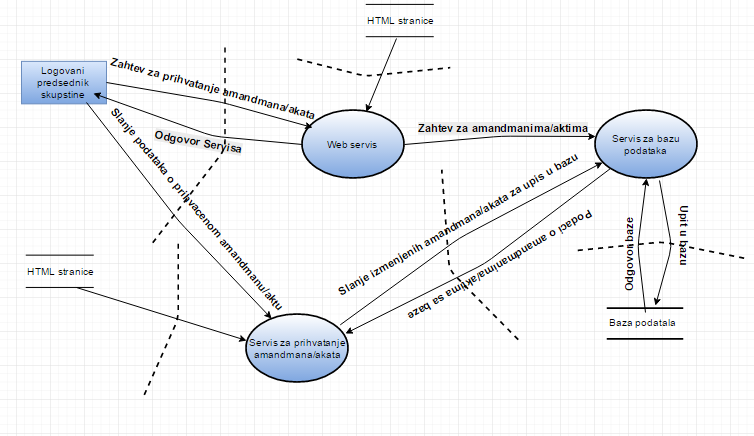 HTML stranice
Logovani
predsednik
skupstine
Zahtev za prihvatanje amandmana/akata
Odgovor Servisa
Web servis
Zahtev za amandmanima/aktima
Servis za bazu
podataka
Slanje podataka o prihvacenom amandmanu/aktu
Slanje izmenjenih amandmana/akata za upis u bazu
Podaci o amandmanima/aktima sa baze
Odgovor baze
Upit u bazu
HTML stranice
Servis za prihvatanje
amandmana/akata
Baza podatala